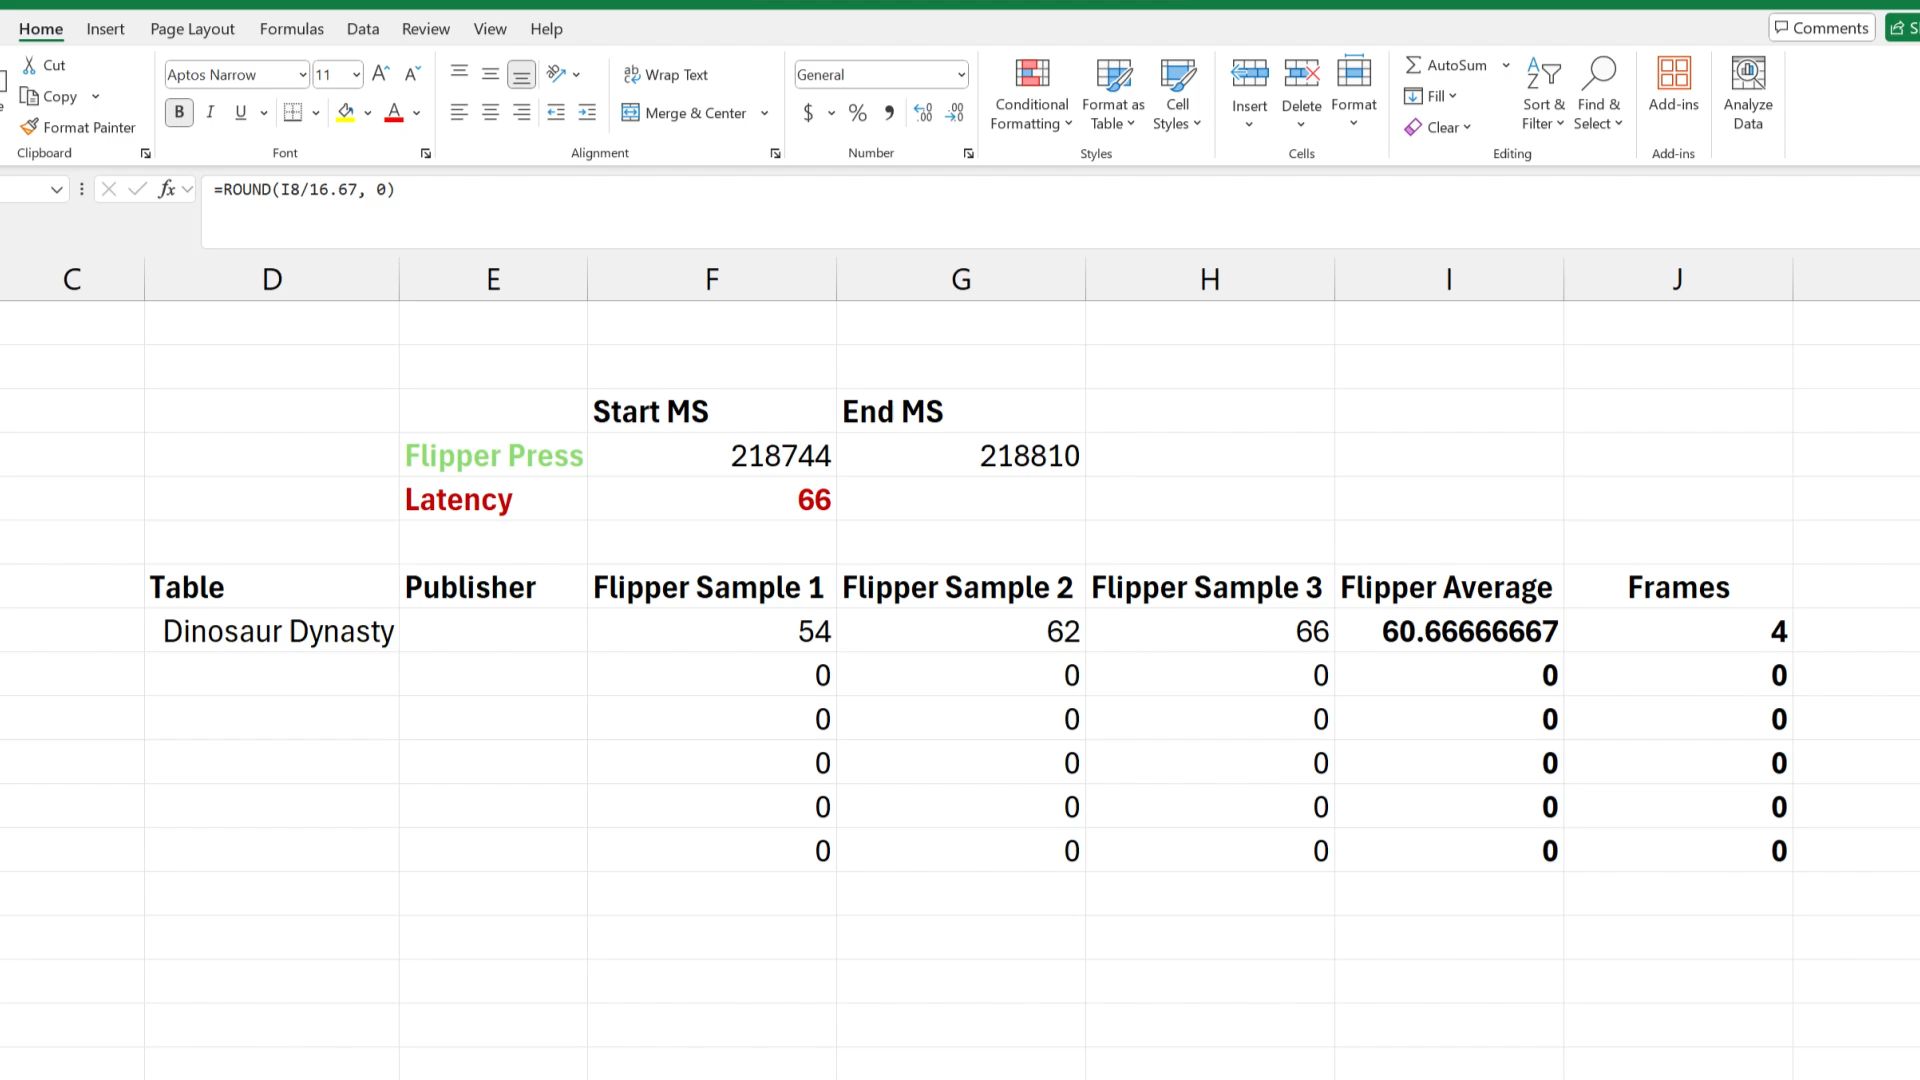 Home Insert Page Layout Formulas Data Review View Help Comments
Cut
Copy
Format Painter
Clipboard
Aptos Narrow 11
B I U
Font
Wrap Text
Merge & Center
Alignment
General
$ %
Number
Conditional Formatting
Format as Table
Cell Styles
Styles
Insert Delete Format
Cells
AutoSum
Fill
Clear
Sort & Filter
Find & Select
Editing
Add-ins
Add-ins
Analyze Data
fx =ROUND(I8/16.67, 0)
C D E F G H I J
Start MS End MS
Flipper Press 218744 218810
Latency 66
Table Publisher Flipper Sample 1 Flipper Sample 2 Flipper Sample 3 Flipper Average Frames
Dinosaur Dynasty 54 62 66 60.66666667 4
0 0 0 0 0
0 0 0 0 0
0 0 0 0 0
0 0 0 0 0
0 0 0 0 0